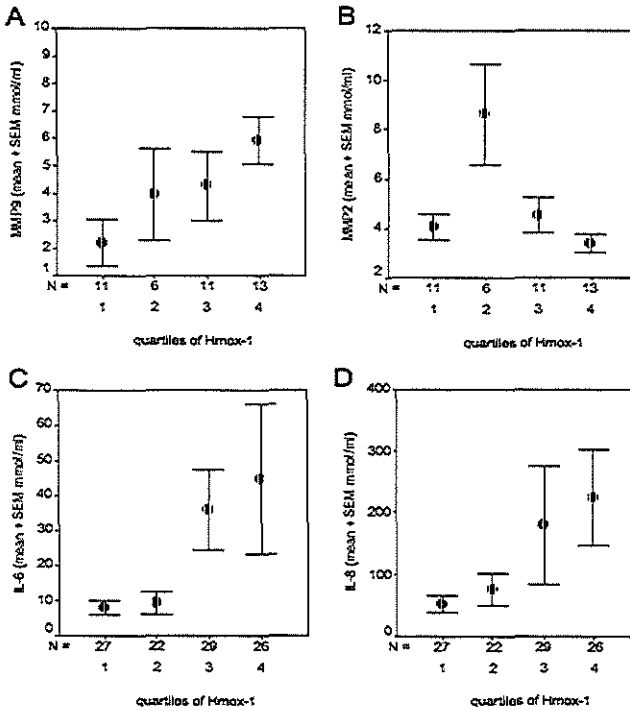 A
MMP9 (mean + SEM mmol/ml)
10
9
8
7
6
5
4
3
2
1
N = 11 6 11 13
1 2 3 4
quartiles of Hmox-1
B
MMP2 (mean + SEM mmol/ml)
12
10
8
6
4
2
N = 11 6 11 13
1 2 3 4
quartiles of Hmox-1
C
IL-6 (mean + SEM mmol/ml)
70
60
50
40
30
20
10
0
N = 27 22 29 26
1 2 3 4
quartiles of Hmox-1
D
IL-8 (mean + SEM mmol/ml)
400
300
200
100
0
N = 27 22 29 26
1 2 3 4
quartiles of Hmox-1